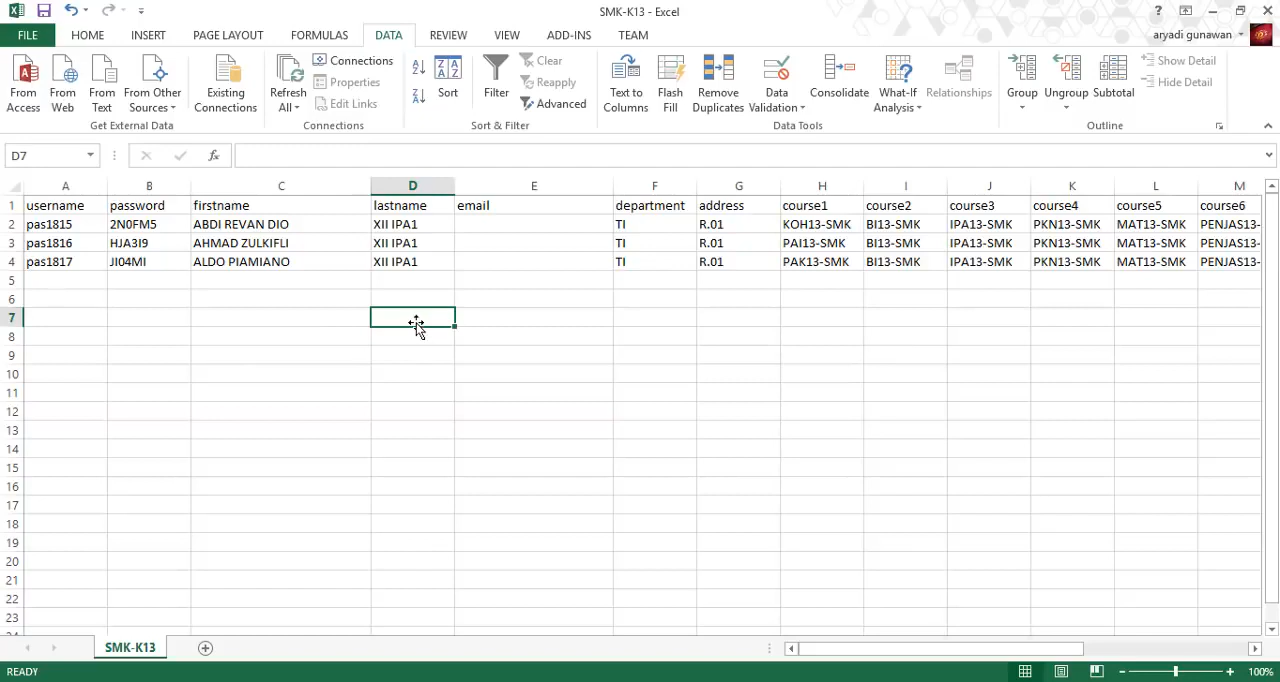 SMK-K13 - Excel
?
FILE HOME INSERT PAGE LAYOUT FORMULAS DATA REVIEW VIEW ADD-INS TEAM aryadi gunawan
From Access
From Web
From Text
From Other Sources
Get External Data
Existing Connections
Refresh All
Connections
Properties
Edit Links
Connections
Sort
Filter
Clear
Reapply
Advanced
Sort & Filter
Text to Columns
Flash Fill
Remove Duplicates
Data Validation
Consolidate
What-If Analysis
Relationships
Data Tools
Group
Ungroup
Subtotal
Show Detail
Hide Detail
Outline
D7 fx
A B C D E F G H I J K L M
1 username password firstname lastname email department address course1 course2 course3 course4 course5 course6
2 pas1815 2N0FM5 ABDI REVAN DIO XII IPA1 TI R.01 KOH13-SMK BI13-SMK IPA13-SMK PKN13-SMK MAT13-SMK PENJAS13-
3 pas1816 HJA3I9 AHMAD ZULKIFLI XII IPA1 TI R.01 PAI13-SMK BI13-SMK IPA13-SMK PKN13-SMK MAT13-SMK PENJAS13-
4 pas1817 JI04MI ALDO PIAMIANO XII IPA1 TI R.01 PAK13-SMK BI13-SMK IPA13-SMK PKN13-SMK MAT13-SMK PENJAS13-
5
6
7
8
9
10
11
12
13
14
15
16
17
18
19
20
21
22
23
24
SMK-K13
READY 100%